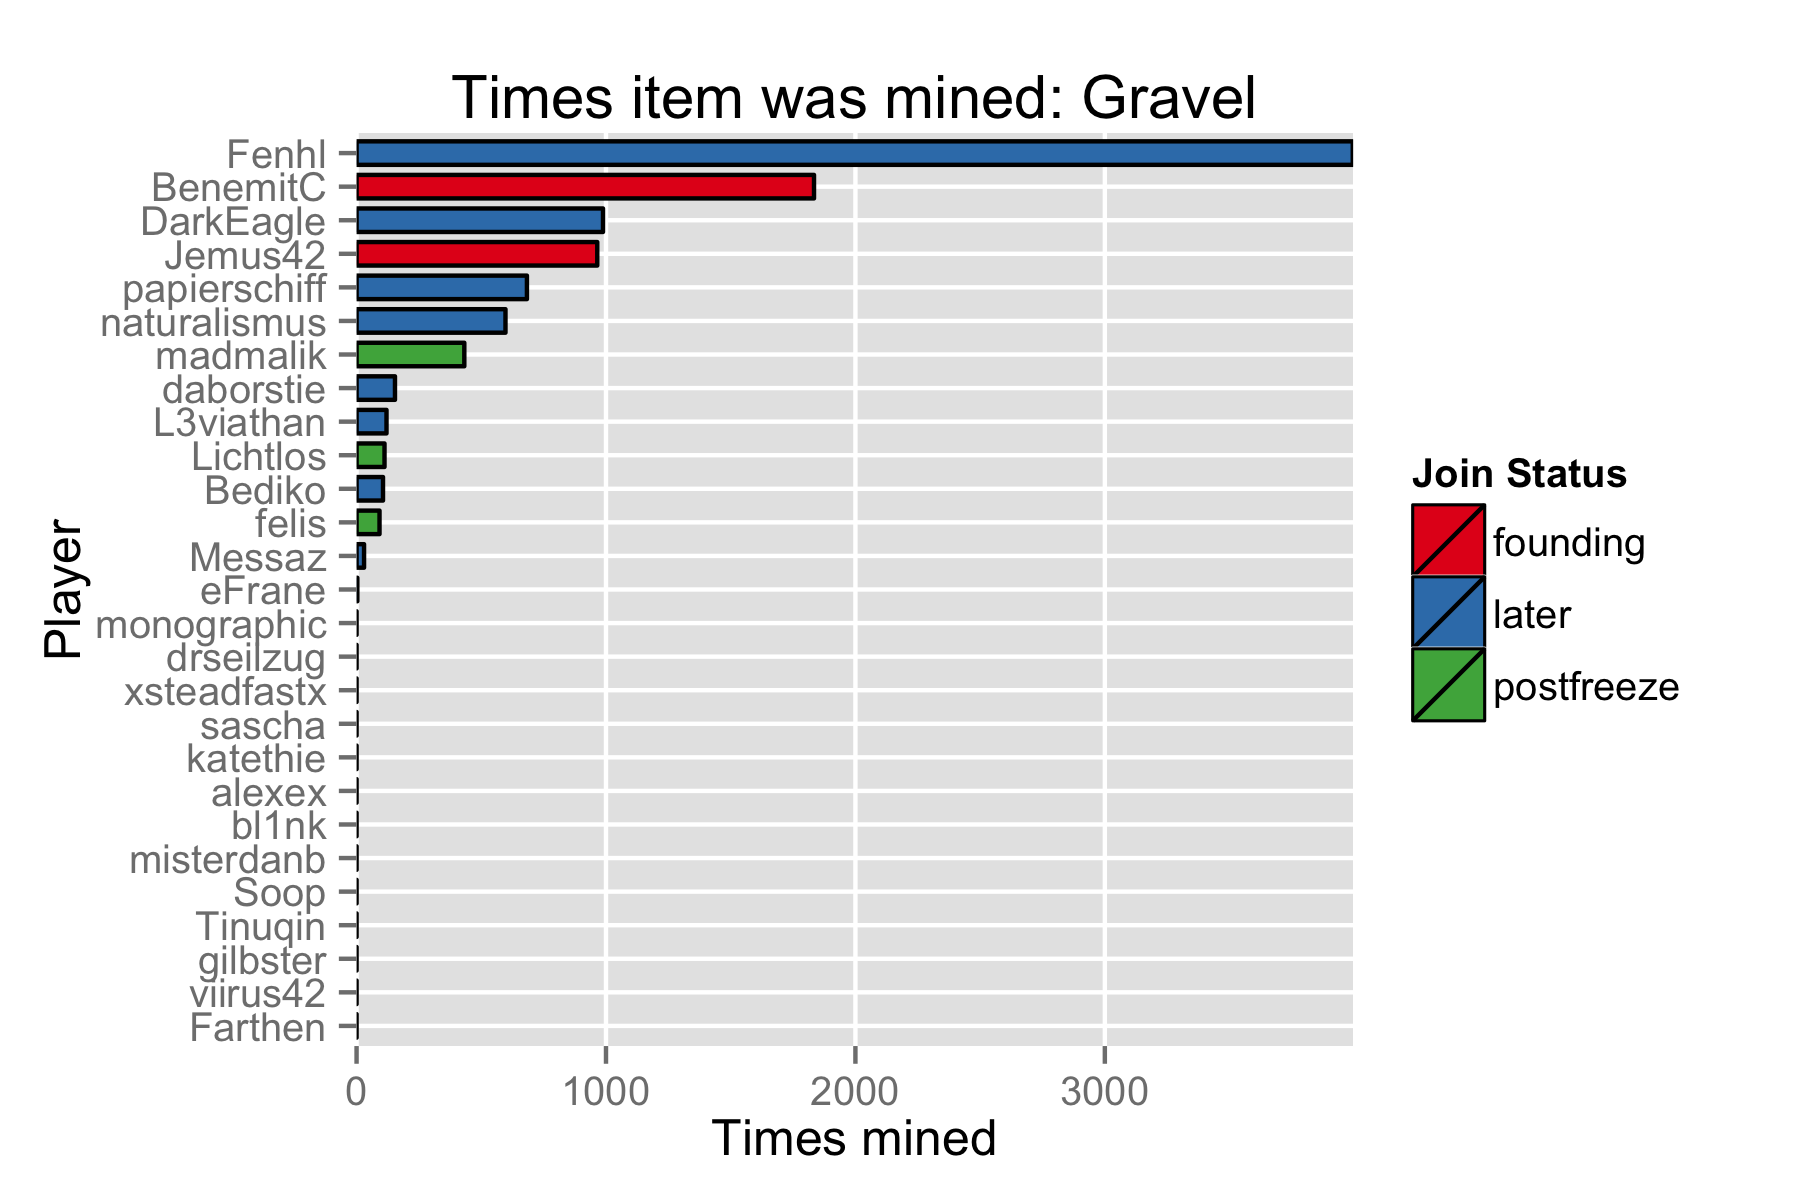 Times item was mined: Gravel
Fenhl
BenemitC
DarkEagle
Jemus42
papierschiff
naturalismus
madmalik
daborstie
L3viathan
Lichtlos
Bediko
felis
Messaz
eFrane
monographic
drseilzug
xsteadfastx
sascha
katethie
alexex
bl1nk
misterdanb
Soop
Tinuqin
gilbster
viirus42
Farthen
Player
0 1000 2000 3000
Times mined
Join Status
founding
later
postfreeze